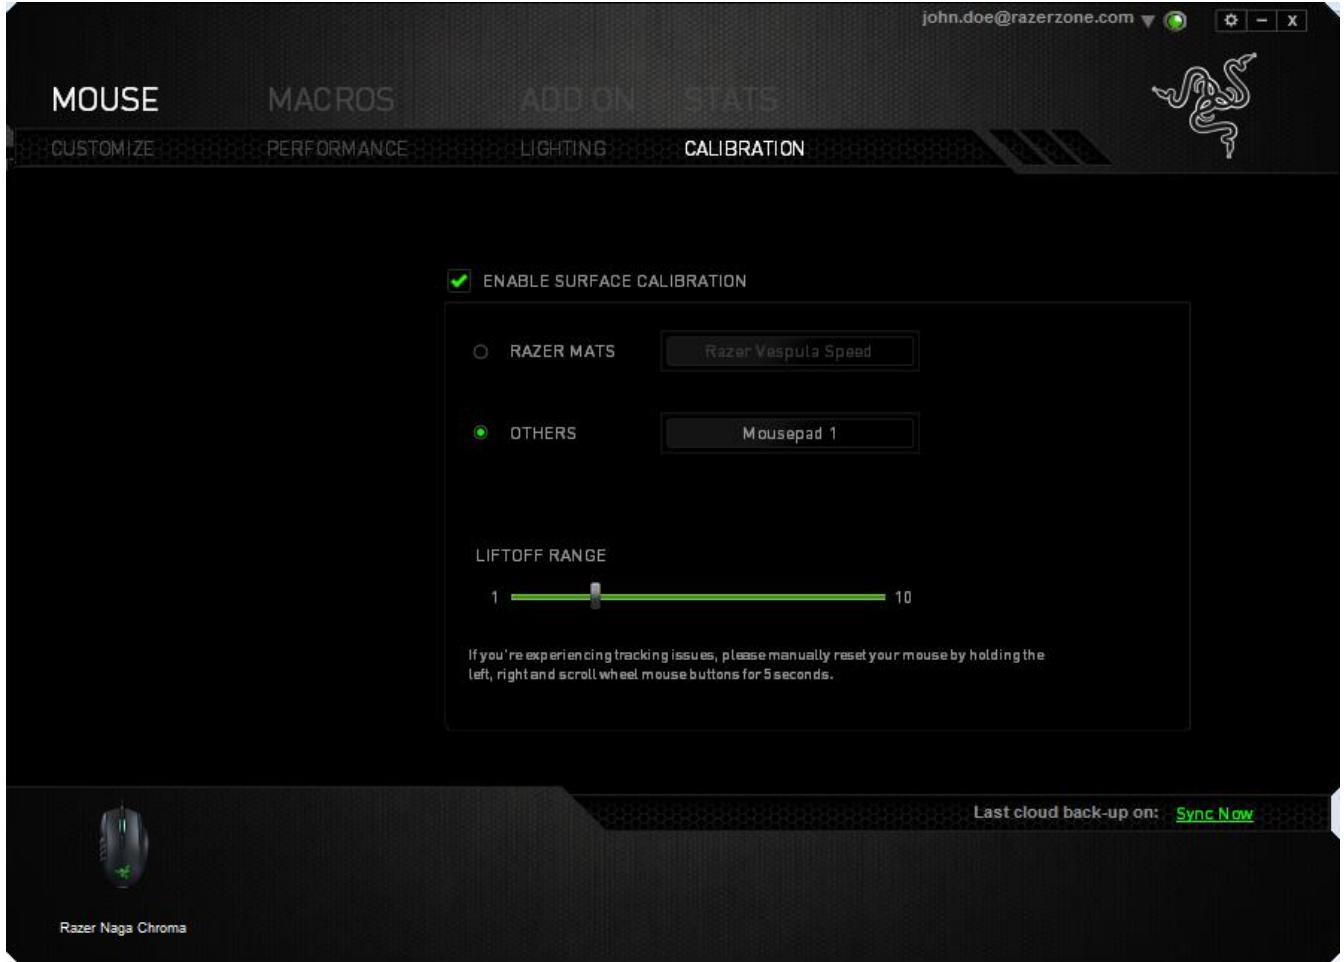 john.doe@razerzone.com
MOUSE MACROS ADD ON STATS
CUSTOMIZE PERFORMANCE LIGHTING CALIBRATION
ENABLE SURFACE CALIBRATION
RAZER MATS Razer Vespula Speed
OTHERS Mousepad 1
LIFTOFF RANGE
1 10
If you're experiencing tracking issues, please manually reset your mouse by holding the
left, right and scroll wheel mouse buttons for 5 seconds.
Last cloud back-up on: Sync Now
Razer Naga Chroma